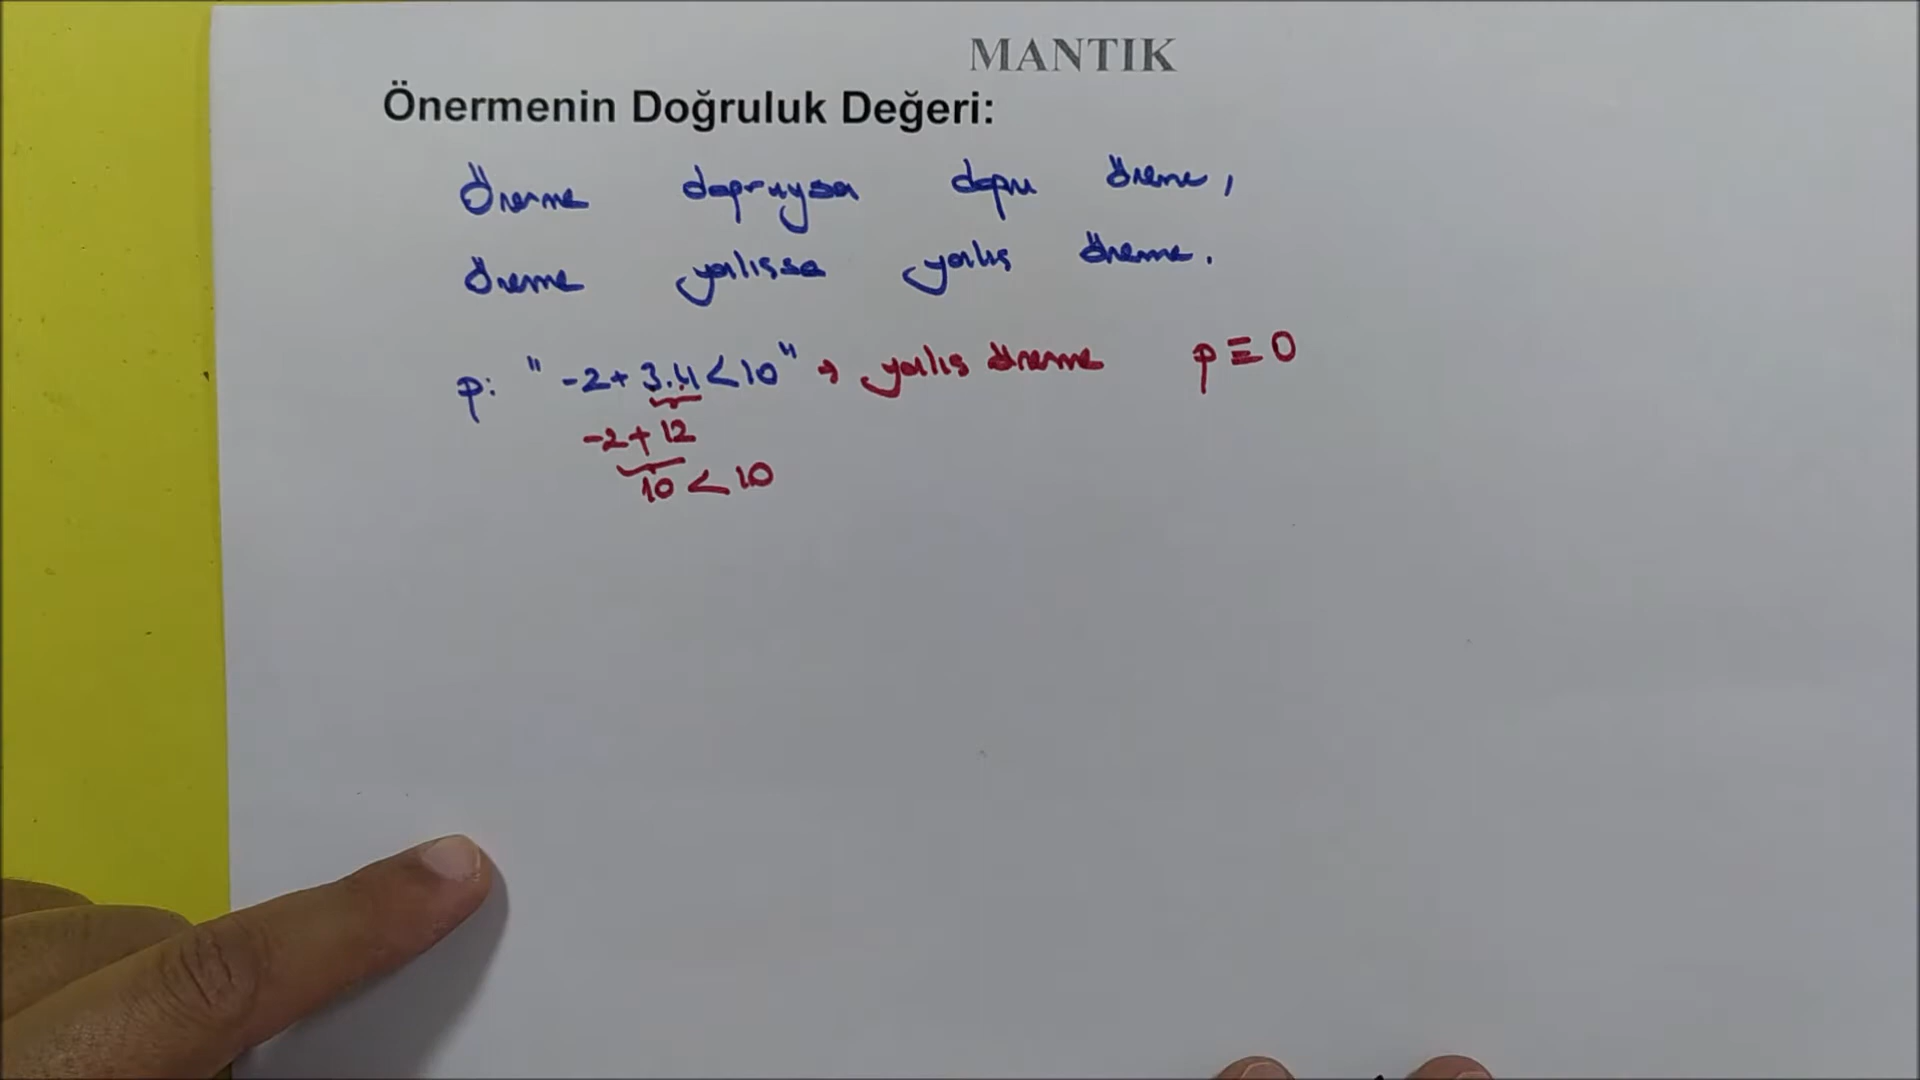 MANTIK
Önermenin Doğruluk Değeri:
Önerme doğruysa doğru önerme,
önerme yanlışsa yanlış önerme.
p: "-2+3.4<10" → yanlış önerme p≡0
-2+12
10<10